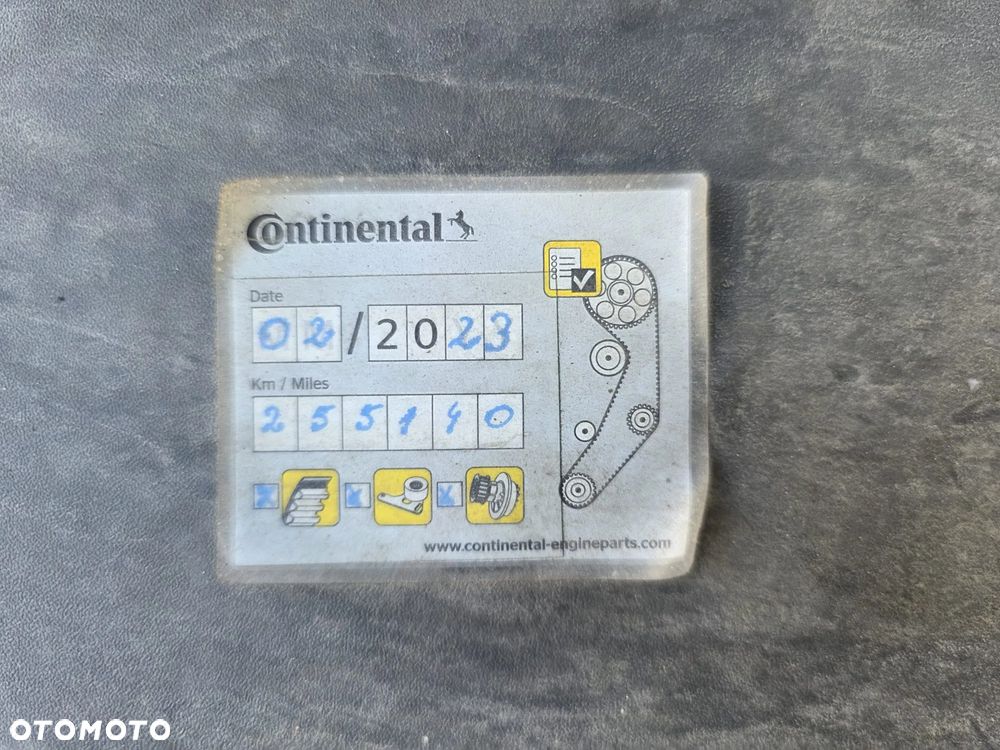 Continental
Date
02/2023
Km / Miles
255140
x x x
www.continental-engineparts.com
OTOMOTO